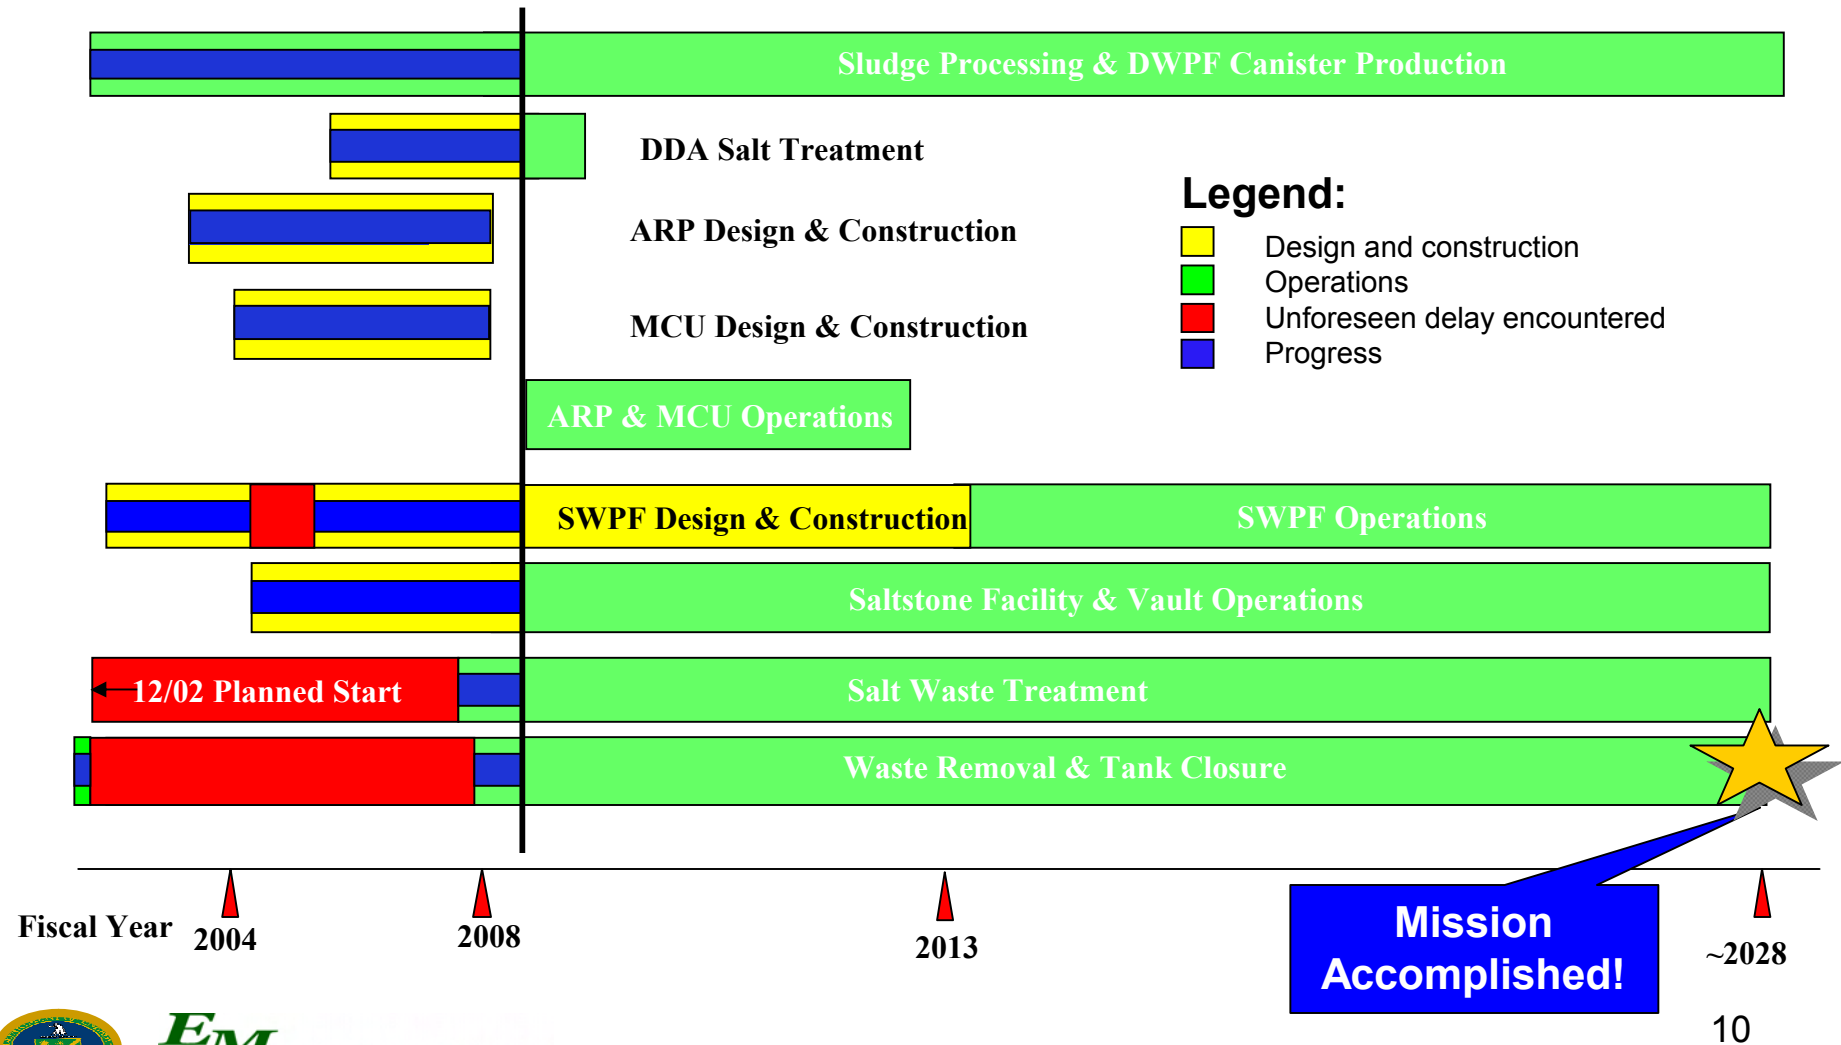 Sludge Processing & DWPF Canister Production
DDA Salt Treatment
ARP Design & Construction
MCU Design & Construction
Legend:
Design and construction
Operations
Unforeseen delay encountered
Progress
ARP & MCU Operations
SWPF Design & Construction
SWPF Operations
Saltstone Facility & Vault Operations
12/02 Planned Start
Salt Waste Treatment
Waste Removal & Tank Closure
Fiscal Year
2004
2008
2013
~2028
Mission
Accomplished!
EM
10